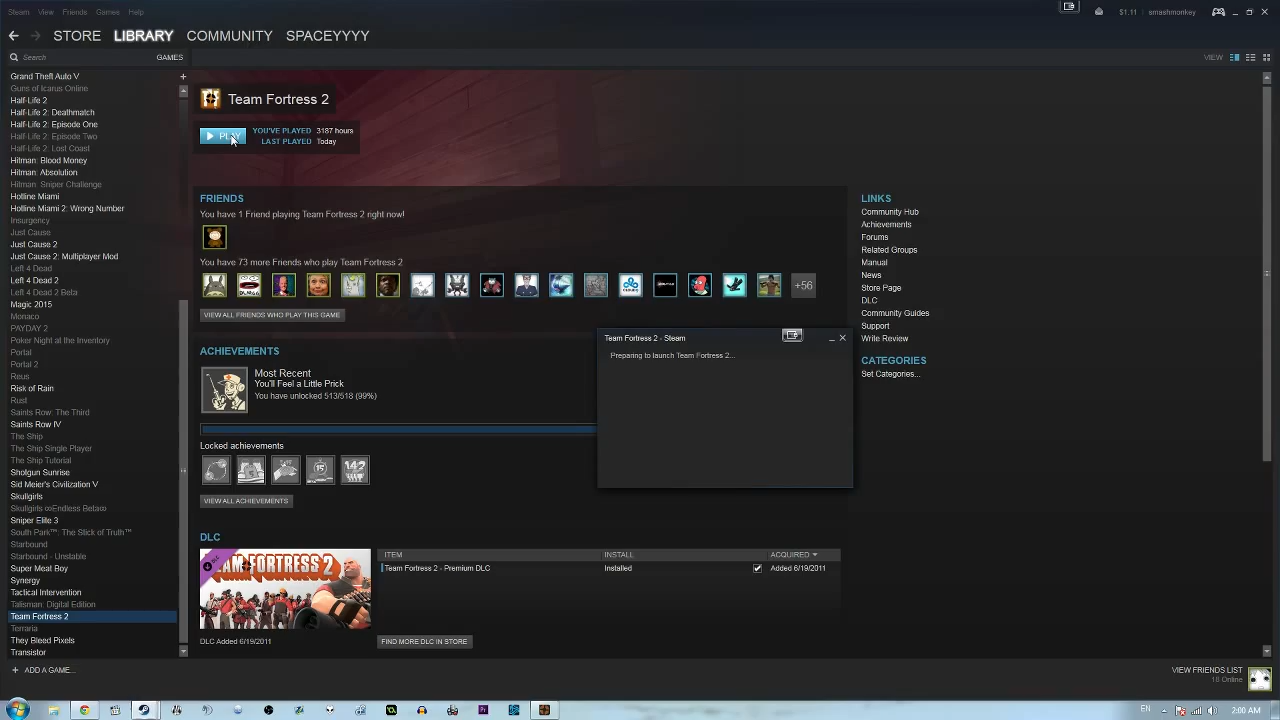 Steam View Friends Games Help
$1.11 smashmonkey
STORE LIBRARY COMMUNITY SPACEYYYY
Search GAMES
VIEW
Grand Theft Auto V
Guns of Icarus Online
Half-Life 2
Half-Life 2: Deathmatch
Half-Life 2: Episode One
Half-Life 2: Episode Two
Half-Life 2: Lost Coast
Hitman: Blood Money
Hitman: Absolution
Hitman: Sniper Challenge
Hotline Miami
Hotline Miami 2: Wrong Number
Insurgency
Just Cause
Just Cause 2
Just Cause 2: Multiplayer Mod
Left 4 Dead
Left 4 Dead 2
Left 4 Dead 2 Beta
Magic 2015
Monaco
PAYDAY 2
Poker Night at the Inventory
Portal
Portal 2
Reus
Risk of Rain
Rust
Saints Row: The Third
Saints Row IV
The Ship
The Ship Single Player
The Ship Tutorial
Shotgun Sunrise
Sid Meier's Civilization V
Skullgirls
Skullgirls ∞Endless Beta∞
Sniper Elite 3
South Park™: The Stick of Truth™
Starbound
Starbound - Unstable
Super Meat Boy
Synergy
Tactical Intervention
Talisman: Digital Edition
Team Fortress 2
Terraria
They Bleed Pixels
Transistor
+ ADD A GAME...
Team Fortress 2
PLAY
YOU'VE PLAYED 3187 hours
LAST PLAYED Today
FRIENDS
You have 1 Friend playing Team Fortress 2 right now!
You have 73 more Friends who play Team Fortress 2
+56
VIEW ALL FRIENDS WHO PLAY THIS GAME
ACHIEVEMENTS
Most Recent
You'll Feel a Little Prick
You have unlocked 513/518 (99%)
Locked achievements
15
142
VIEW ALL ACHIEVEMENTS
DLC
ITEM INSTALL ACQUIRED
Team Fortress 2 - Premium DLC Installed Added 6/19/2011
DLC
TEAM FORTRESS 2
DLC Added 6/19/2011
FIND MORE DLC IN STORE
Team Fortress 2 - Steam
Preparing to launch Team Fortress 2...
LINKS
Community Hub
Achievements
Forums
Related Groups
Manual
News
Store Page
DLC
Community Guides
Support
Write Review
CATEGORIES
Set Categories...
VIEW FRIENDS LIST
18 Online
EN 2:00 AM